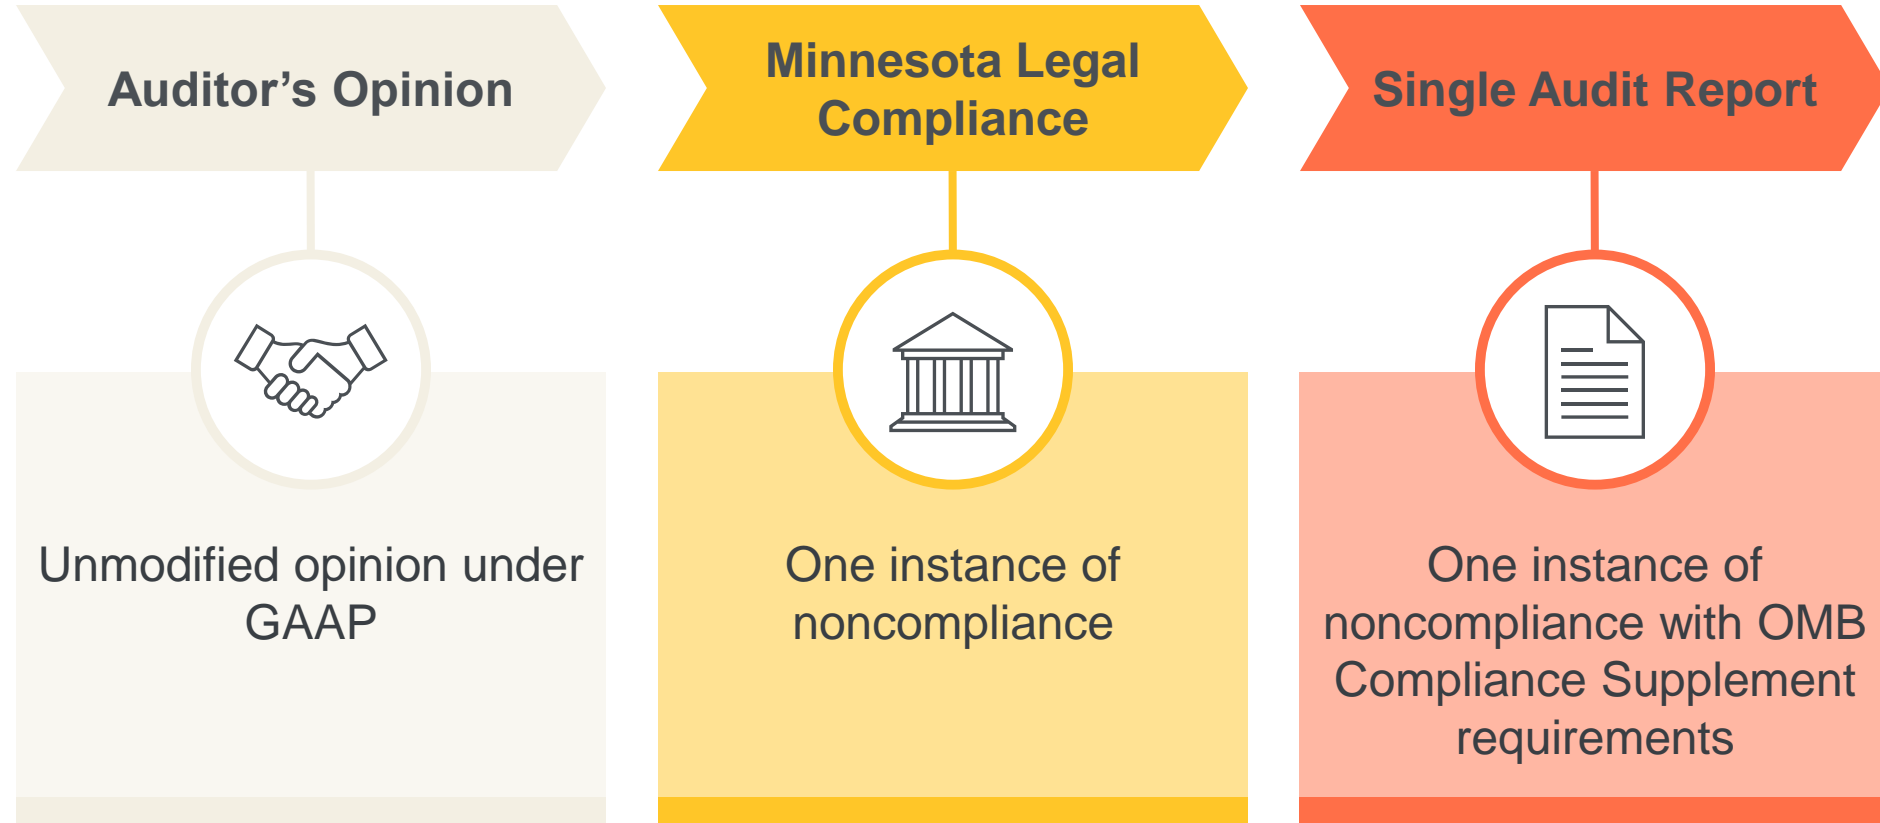 Auditor’s Opinion
Minnesota Legal
Compliance
Single Audit Report
Unmodified opinion under
GAAP
One instance of
noncompliance
One instance of
noncompliance with OMB
Compliance Supplement
requirements